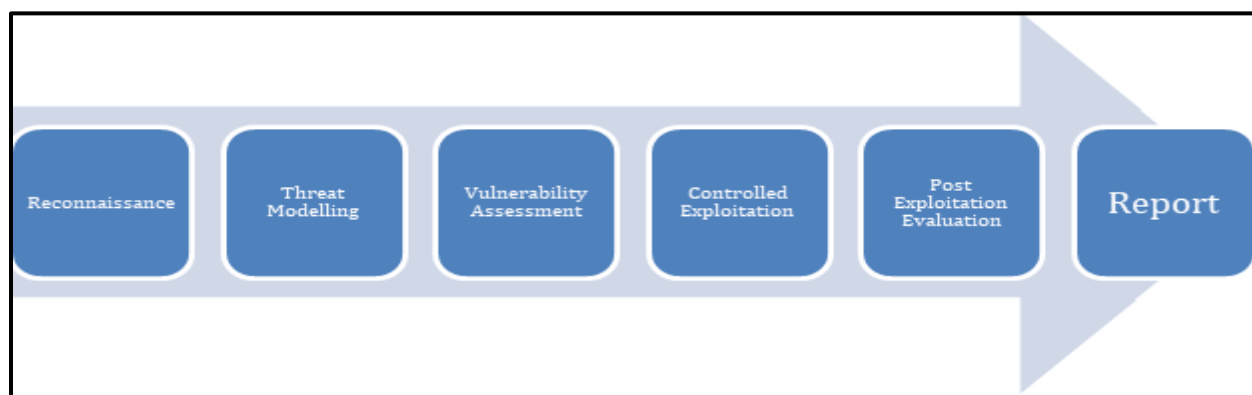 Reconnaissance
Threat
Modelling
Vulnerability
Assessment
Controlled
Exploitation
Post
Exploitation
Evaluation
Report